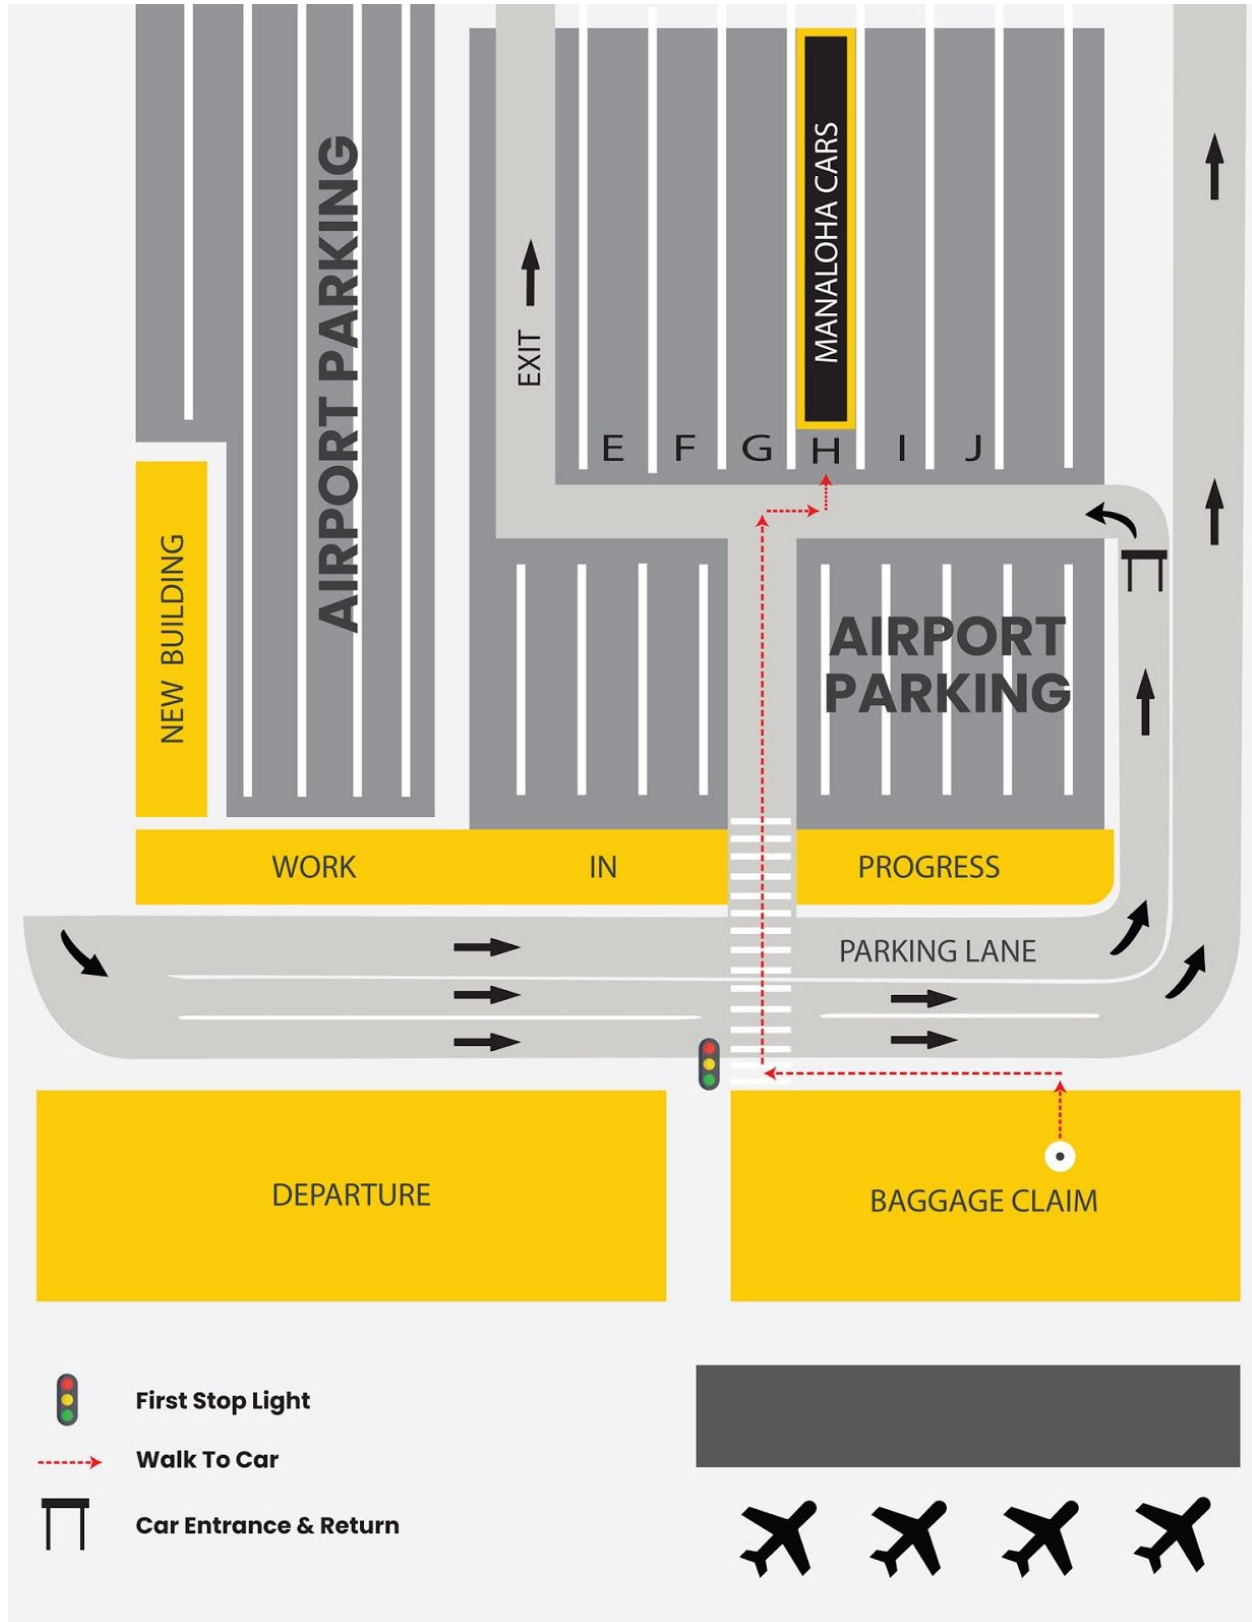 MANALOHA CARS
AIRPORT PARKING
EXIT
E F G H I J
NEW BUILDING
AIRPORT
PARKING
WORK IN PROGRESS
PARKING LANE
DEPARTURE
BAGGAGE CLAIM
First Stop Light
Walk To Car
Car Entrance & Return